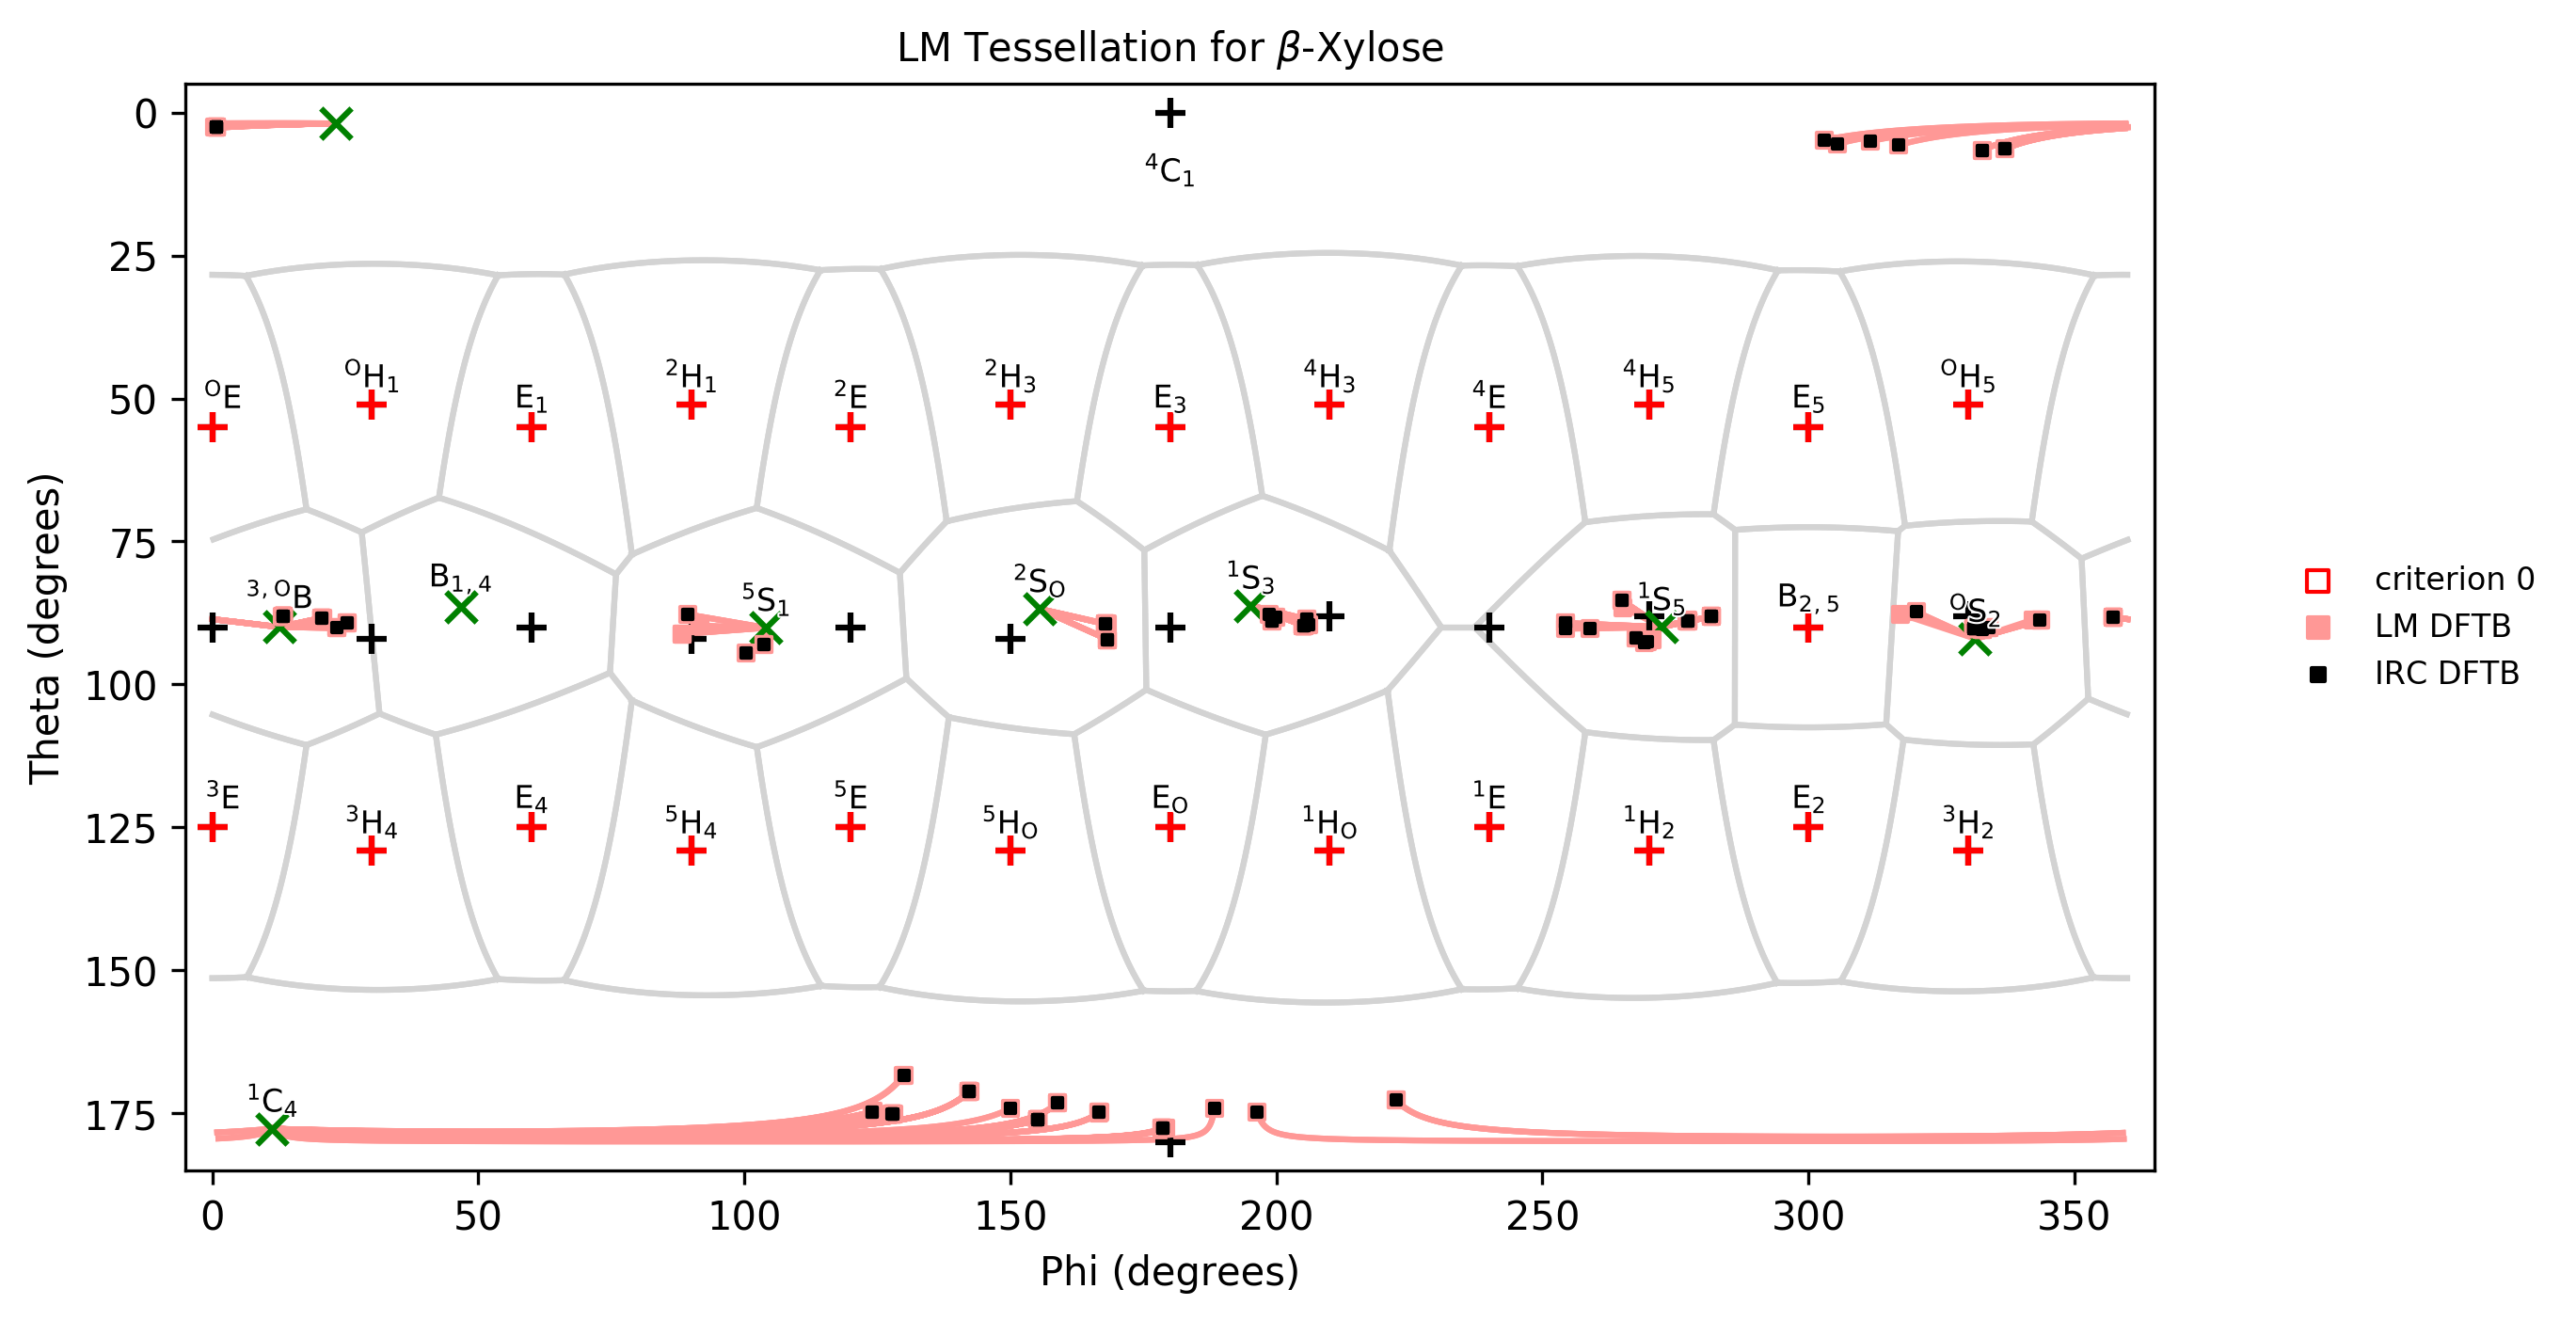 LM Tessellation for β-Xylose
Theta (degrees)
0
25
50
75
100
125
150
175
⁴C₁
ᴼE
ᴼH₁
E₁
²H₁
²E
²H₃
E₃
⁴H₃
⁴E
⁴H₅
E₅
ᴼH₅
³,ᴼB
B₁,₄
⁵S₁
²Sₒ
¹S₃
¹S₅
B₂,₅
ᴼS₂
³E
³H₄
E₄
⁵H₄
⁵E
⁵Hₒ
Eₒ
¹Hₒ
¹E
¹H₂
E₂
³H₂
¹C₄
0 50 100 150 200 250 300 350
Phi (degrees)
criterion 0
LM DFTB
IRC DFTB